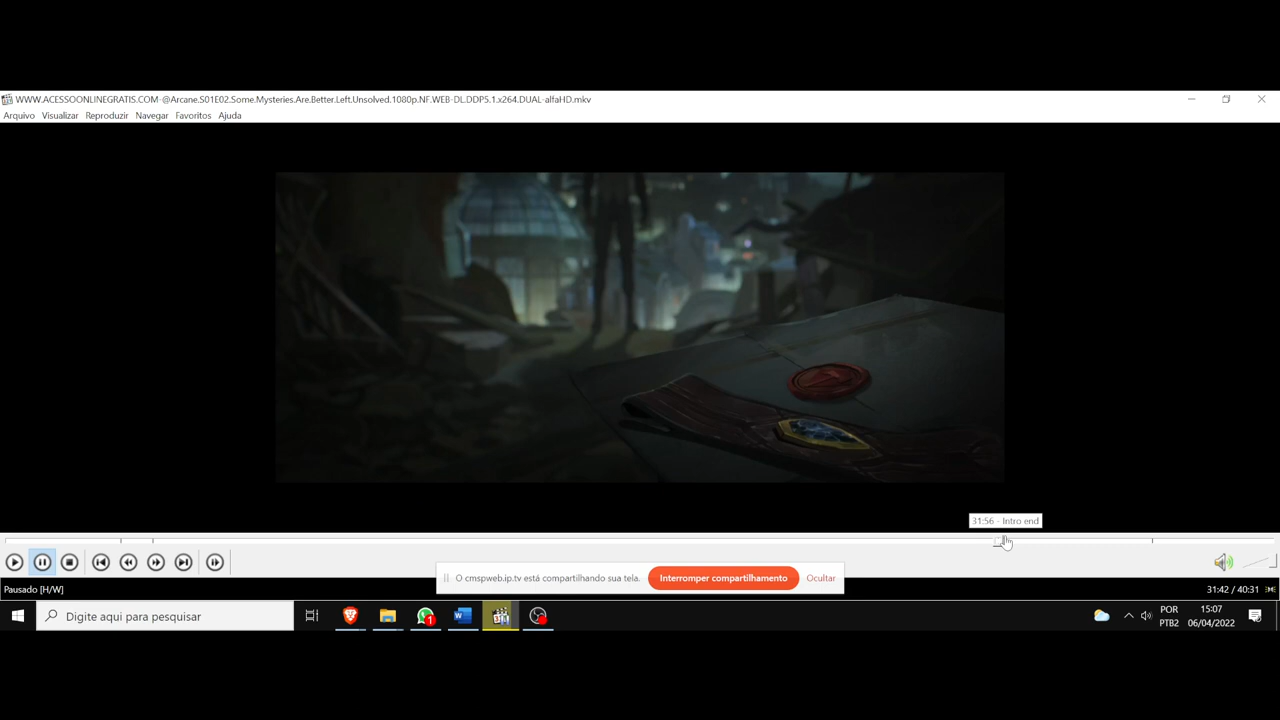 WWW.ACESSOONLINEGRATIS.COM-@Arcane.S01E02.Some.Mysteries.Are.Better.Left.Unsolved.1080p.NF.WEB-DL.DDP5.1.x264.DUAL-alfaHD.mkv
Arquivo Visualizar Reproduzir Navegar Favoritos Ajuda
31:56 - Intro end
O cmspweb.ip.tv está compartilhando sua tela. Interromper compartilhamento Ocultar
Pausado [H/W] 31:42 / 40:31
Digite aqui para pesquisar
1
POR 15:07
PTB2 06/04/2022